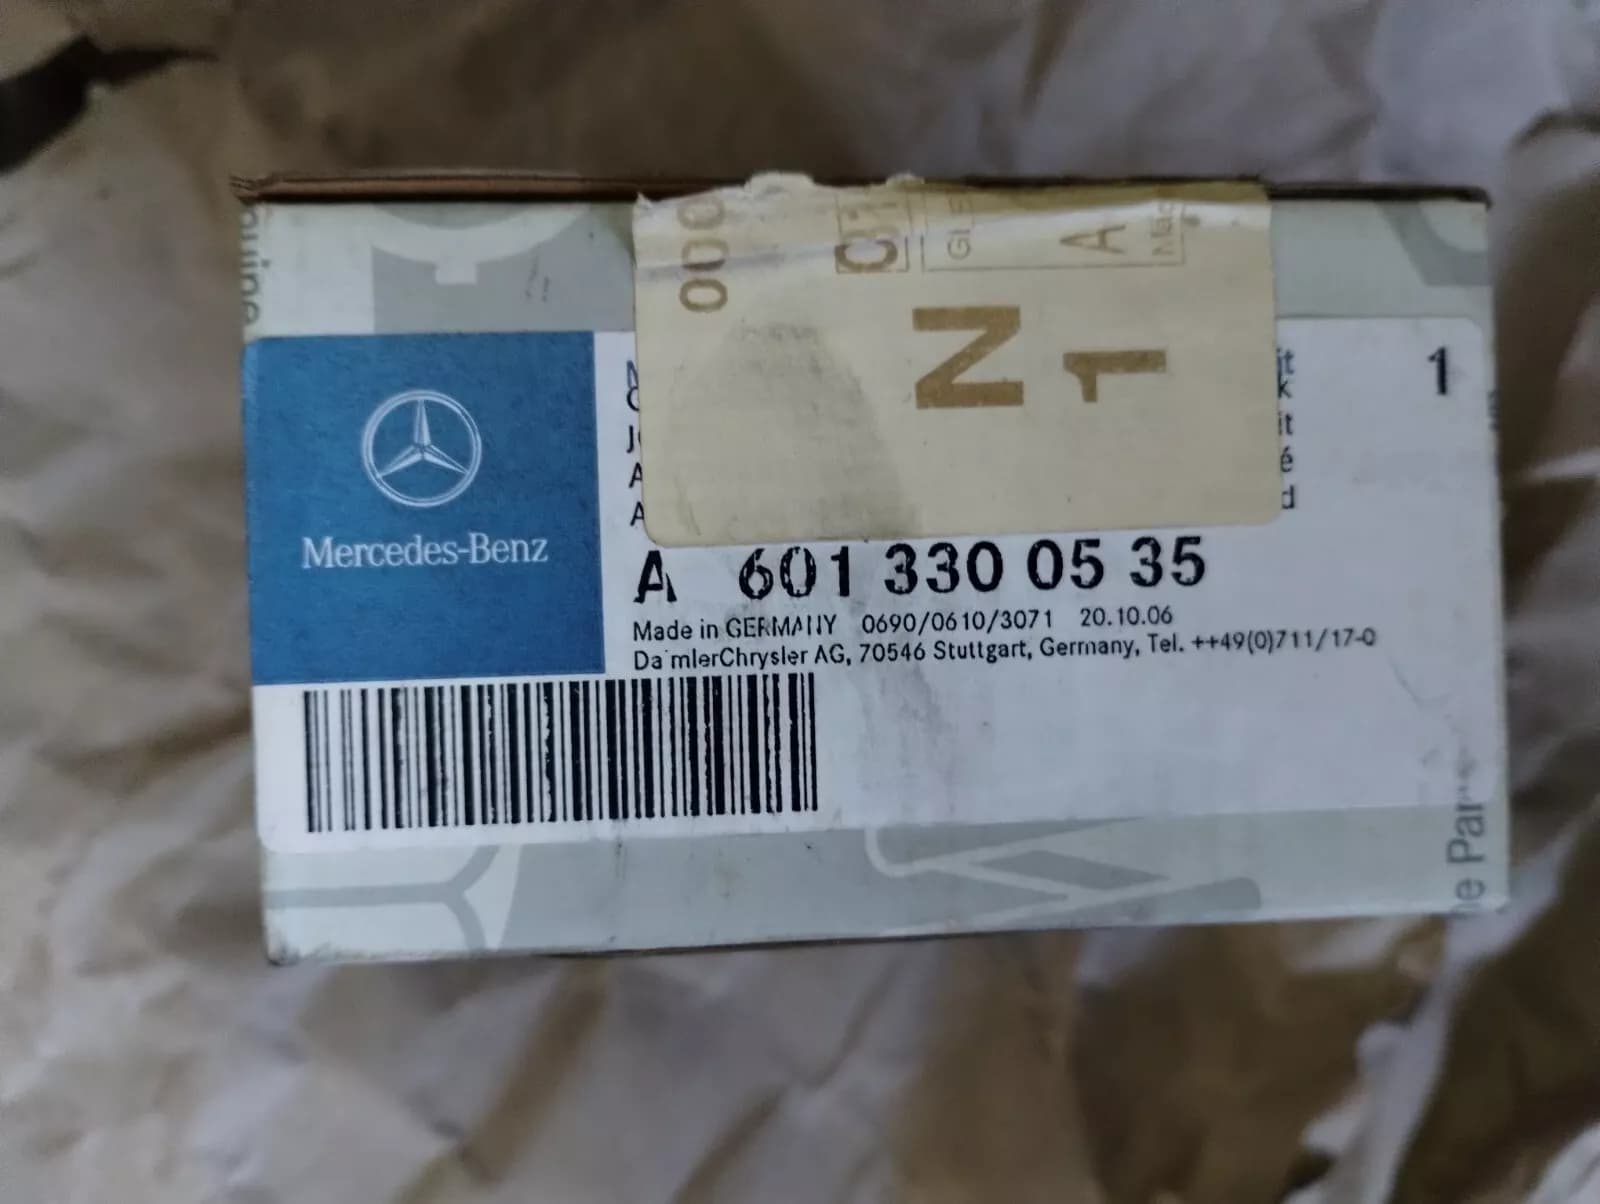 000
C
A
N
1
1
Mercedes-Benz
A 601 330 05 35
Made in GERMANY 0690/0610/3071 20.10.06
DaimlerChrysler AG, 70546 Stuttgart, Germany, Tel. ++49(0)711/17-0